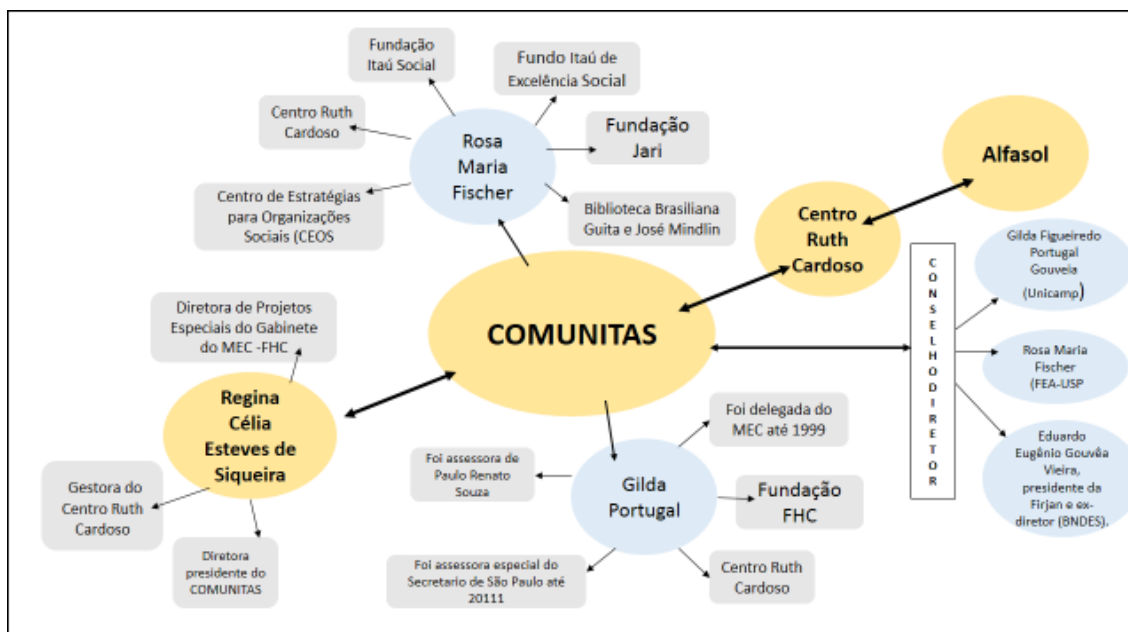 Fundação
Itaú Social
Fundo Itaú de
Excelência Social
Centro Ruth
Cardoso
Rosa
Maria
Fischer
Fundação
Jari
Centro de Estratégias
para Organizações
Sociais (CEOS
Biblioteca Brasiliana
Guita e José Mindlin
Alfasol
Centro
Ruth
Cardoso
COMUNITAS
CONSELHODIRETOR
Gilda Figueiredo
Portugal
Gouveia
(Unicamp)
Rosa Maria
Fischer
(FEA-USP
Eduardo
Eugênio Gouvêa
Vieira,
presidente da
Firjan e ex-
diretor (BNDES).
Diretora de Projetos
Especiais do Gabinete
do MEC -FHC
Regina
Célia
Esteves de
Siqueira
Gestora do
Centro Ruth
Cardoso
Diretora
presidente do
COMUNITAS
Foi delegada do
MEC até 1999
Foi assessora
de Paulo Renato
Souza
Gilda
Portugal
Fundação
FHC
Foi assessora especial do
Secretario de São Paulo até
20111
Centro Ruth
Cardoso